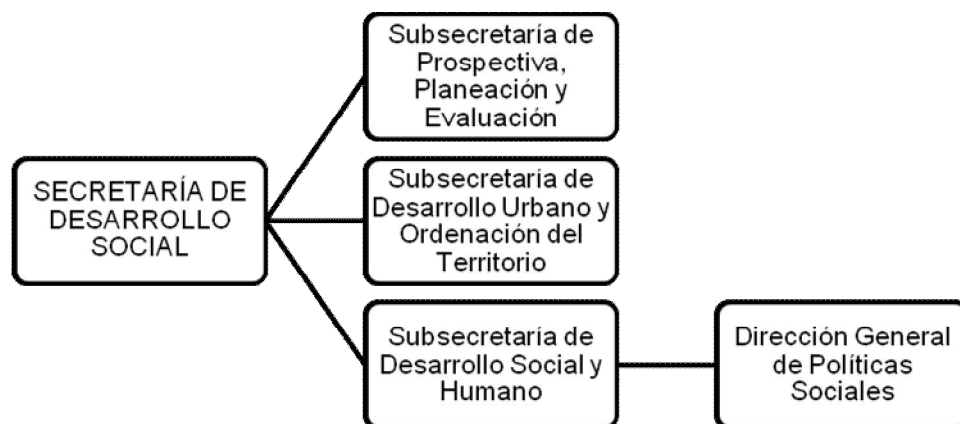 Subsecretaría de
Prospectiva,
Planeación y
Evaluación
SECRETARÍA DE
DESARROLLO
SOCIAL
Subsecretaría de
Desarrollo Urbano y
Ordenación del
Territorio
Subsecretaría de
Desarrollo Social y
Humano
Dirección General
de Políticas
Sociales